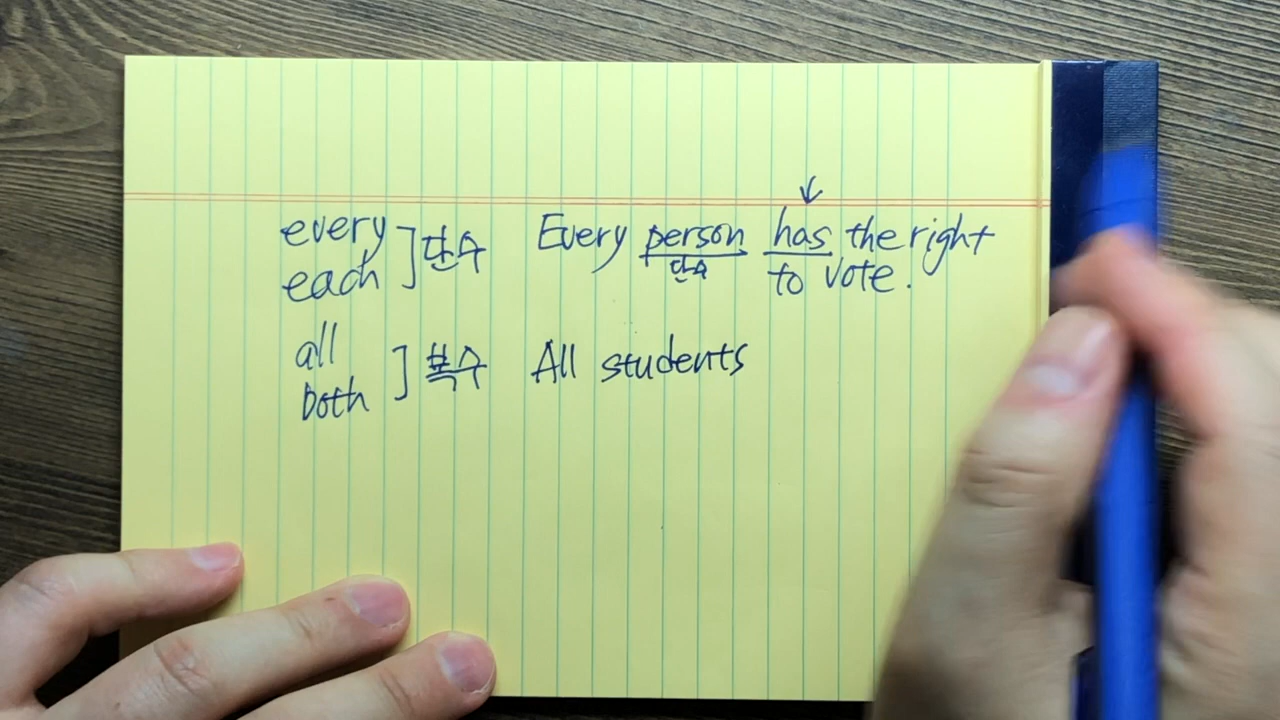 every
each ] 단수 Every person has the right
단수 to vote.
all
both ] 복수 All students